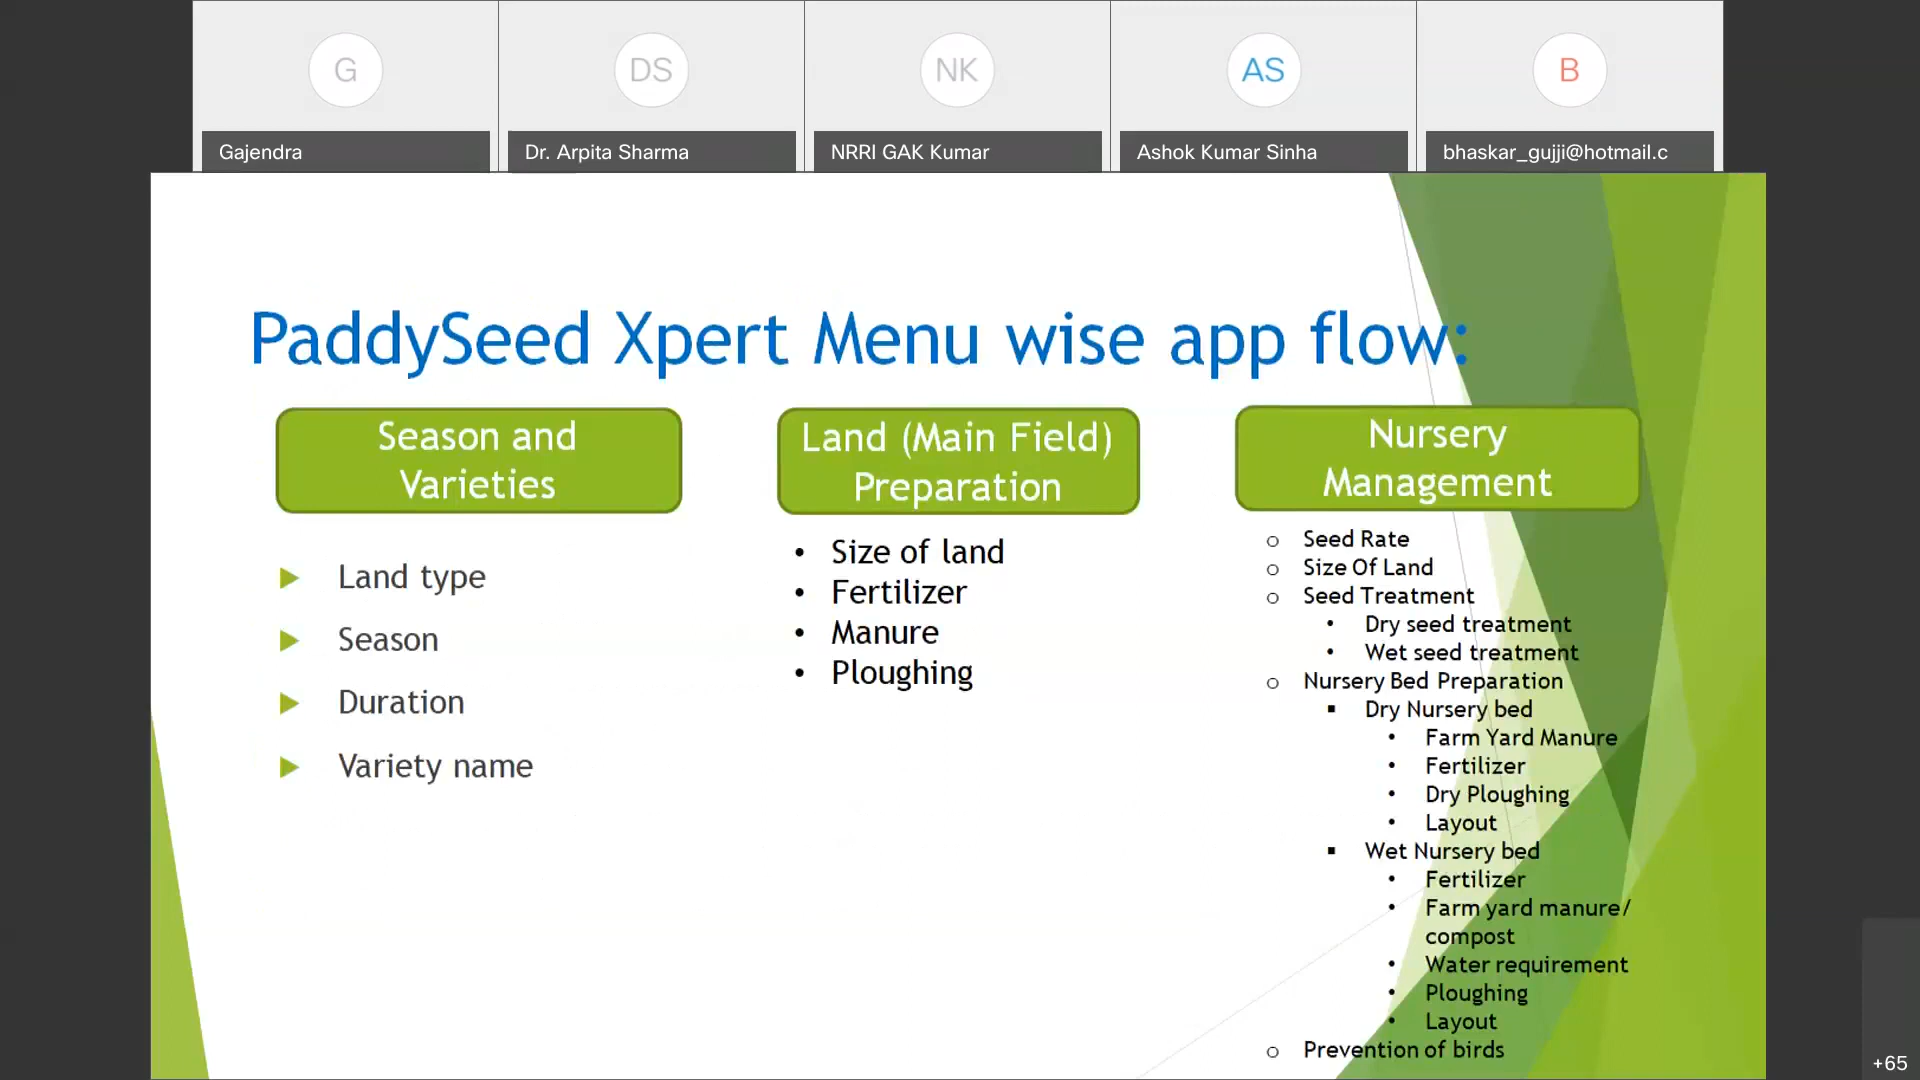 G
DS
NK
AS
B
Gajendra
Dr. Arpita Sharma
NRRI GAK Kumar
Ashok Kumar Sinha
bhaskar_gujji@hotmail.c
PaddySeed Xpert Menu wise app flow:
Season and
Varieties
Land type
Season
Duration
Variety name
Land (Main Field)
Preparation
Size of land
Fertilizer
Manure
Ploughing
Nursery
Management
Seed Rate
Size Of Land
Seed Treatment
Dry seed treatment
Wet seed treatment
Nursery Bed Preparation
Dry Nursery bed
Farm Yard Manure
Fertilizer
Dry Ploughing
Layout
Wet Nursery bed
Fertilizer
Farm yard manure/
compost
Water requirement
Ploughing
Layout
Prevention of birds
+65